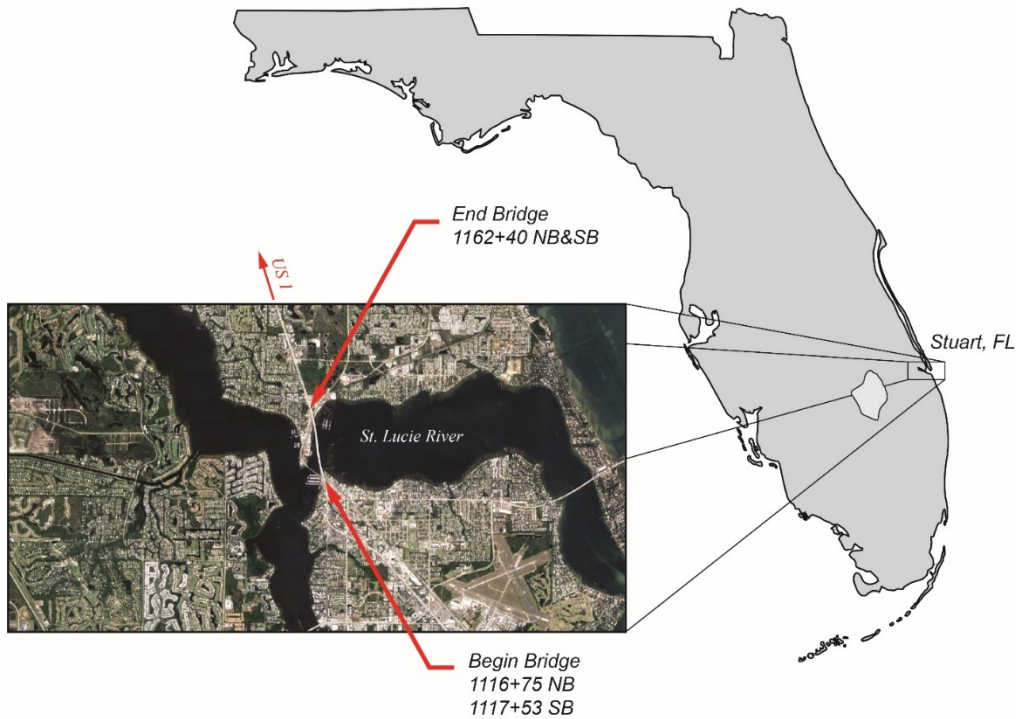 End Bridge
1162+40 NB&SB
US 1
Stuart, FL
St. Lucie River
Begin Bridge
1116+75 NB
1117+53 SB